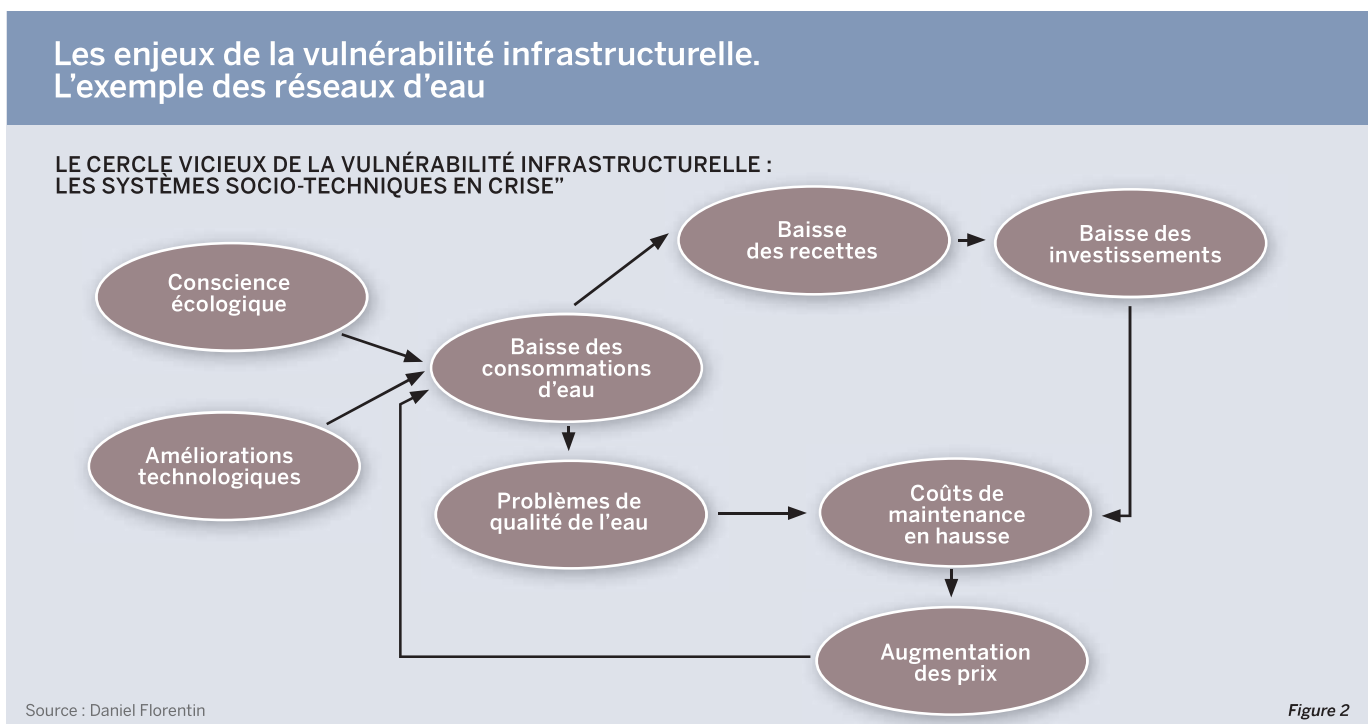 Les enjeux de la vulnérabilité infrastructurelle.
L’exemple des réseaux d’eau
LE CERCLE VICIEUX DE LA VULNÉRABILITÉ INFRASTRUCTURELLE :
LES SYSTÈMES SOCIO-TECHNIQUES EN CRISE”
Baisse
des recettes
Baisse des
investissements
Conscience
écologique
Baisse des
consommations
d’eau
Améliorations
technologiques
Problèmes de
qualité de l’eau
Coûts de
maintenance
en hausse
Augmentation
des prix
Source : Daniel Florentin
Figure 2